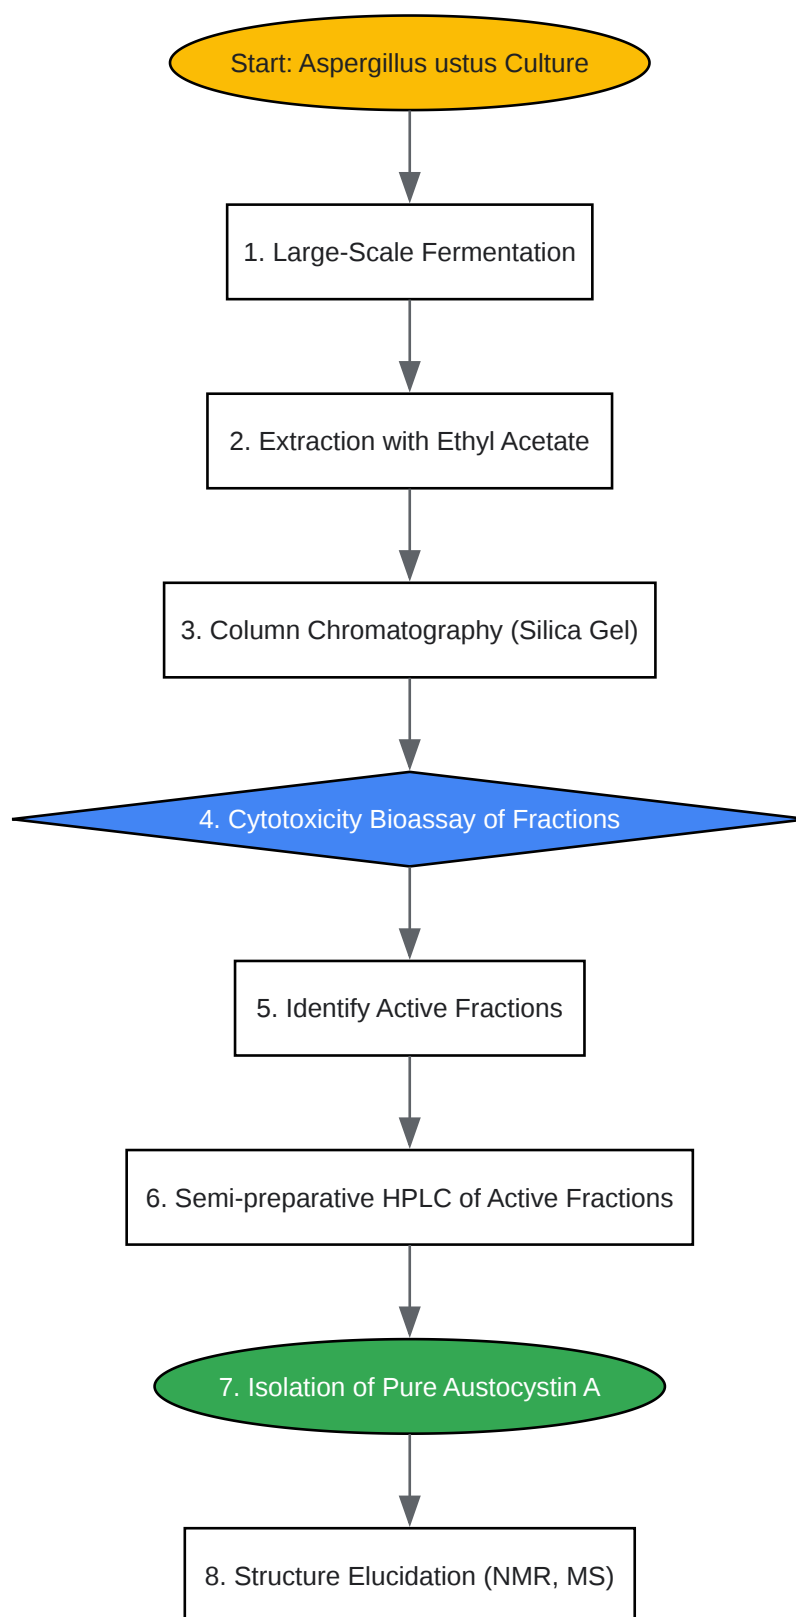 Start: Aspergillus ustus Culture
1. Large-Scale Fermentation
2. Extraction with Ethyl Acetate
3. Column Chromatography (Silica Gel)
4. Cytotoxicity Bioassay of Fractions
5. Identify Active Fractions
6. Semi-preparative HPLC of Active Fractions
7. Isolation of Pure Austocystin A
8. Structure Elucidation (NMR, MS)